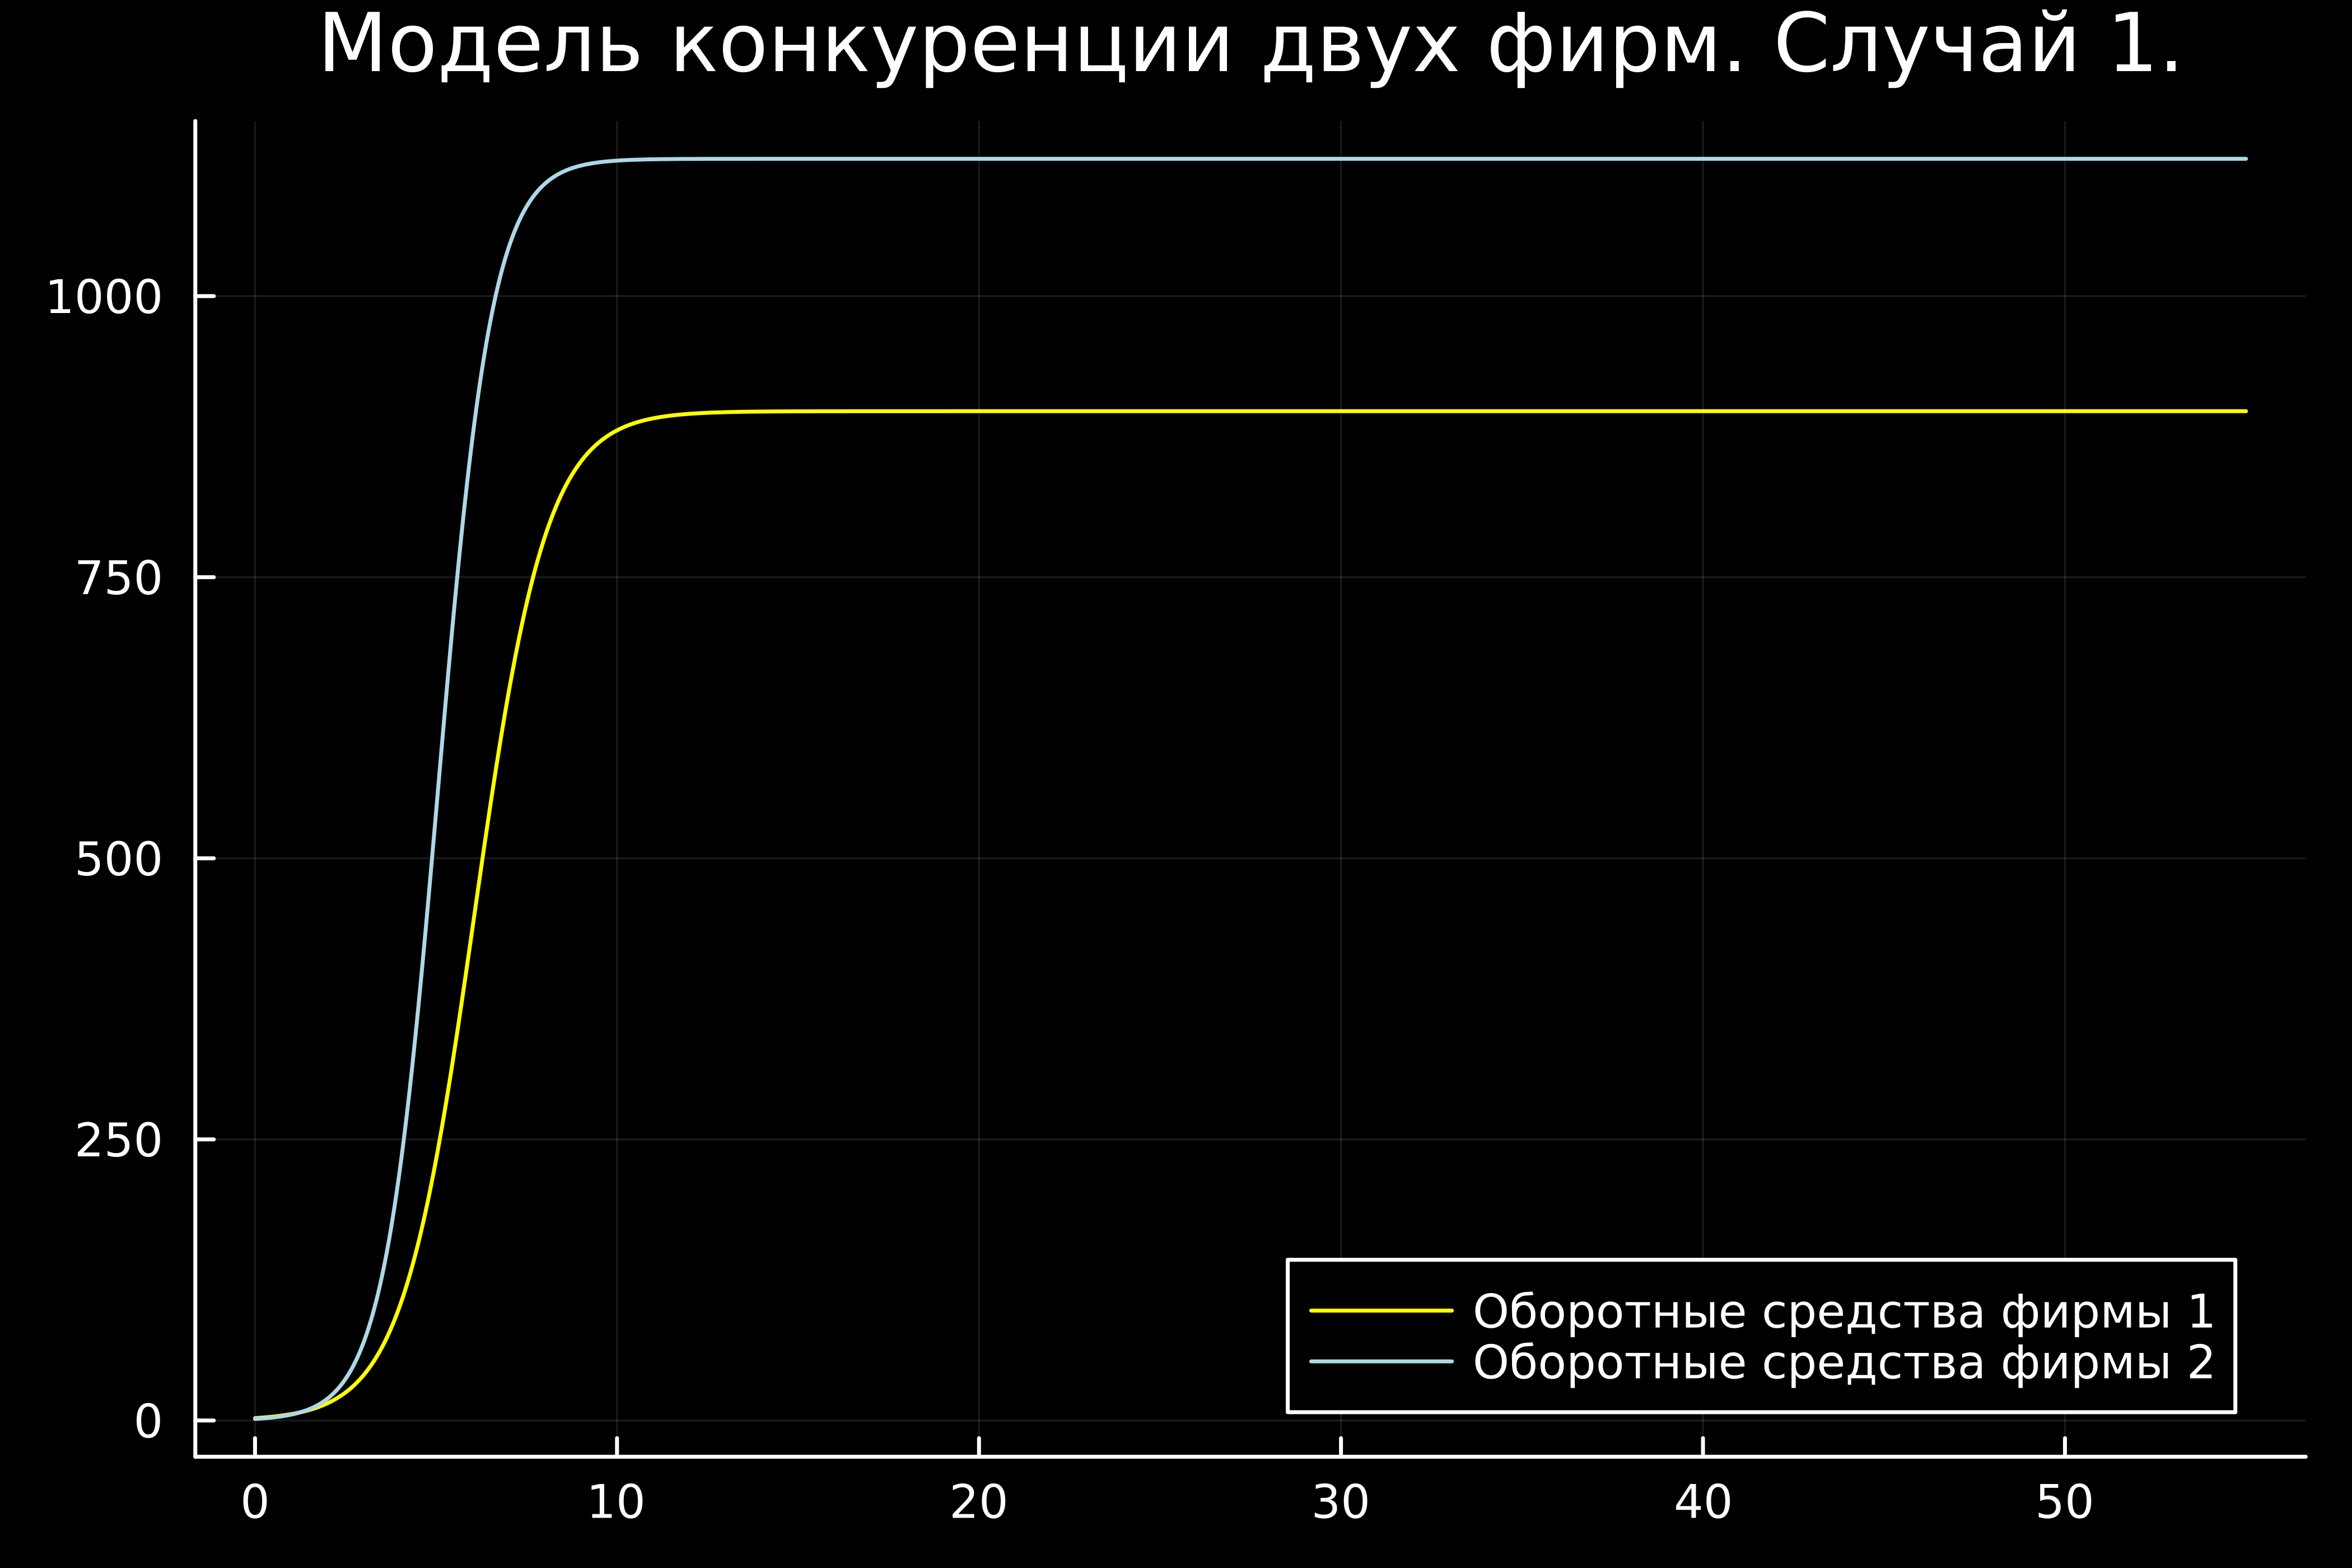 Модель конкуренции двух фирм. Случай 1.
1000
750
500
250
0
0 10 20 30 40 50
Оборотные средства фирмы 1
Оборотные средства фирмы 2